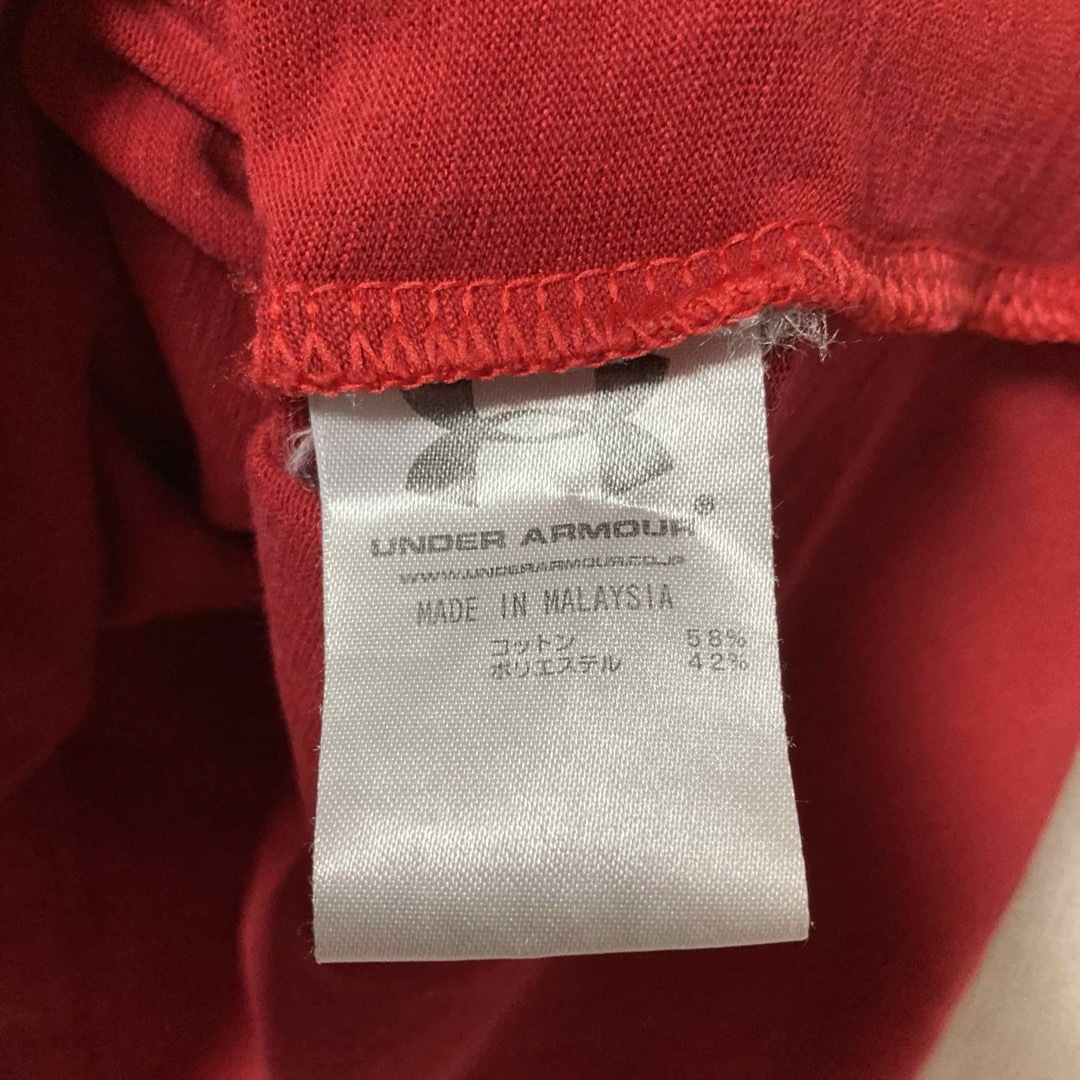 UNDER ARMOUR®
WWW.UNDERARMOUR.CO.JP
MADE IN MALAYSIA
コットン 58%
ポリエステル 42%